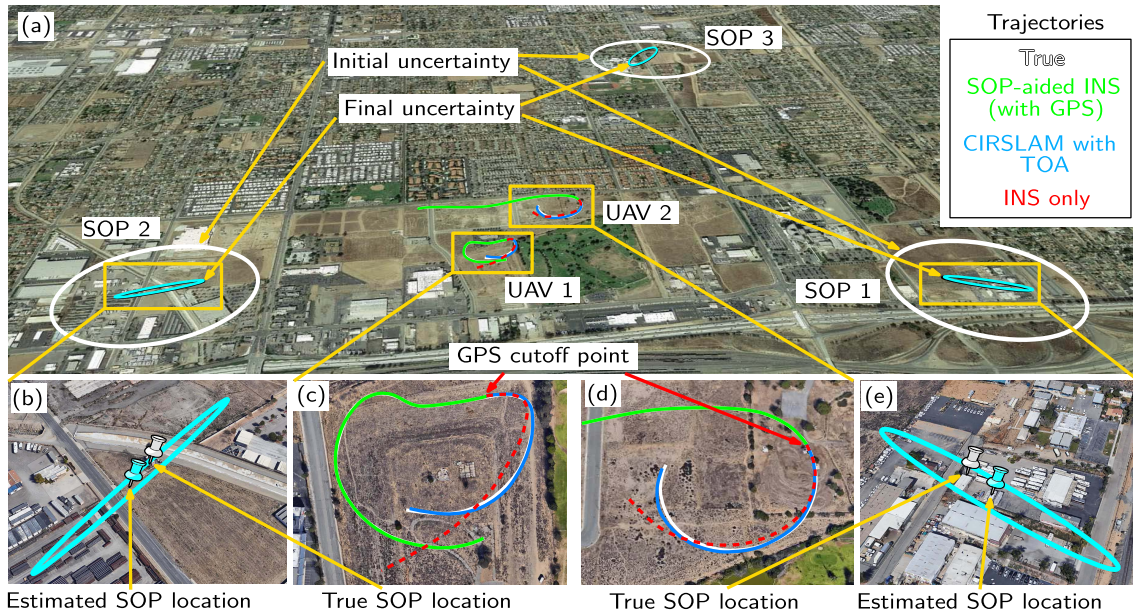 (a)
SOP 3
Trajectories
Initial uncertainty
True
SOP-aided INS
(with GPS)
Final uncertainty
CIRSLAM with
TOA
INS only
SOP 2
UAV 2
UAV 1
SOP 1
GPS cutoff point
(b)
(c)
(d)
(e)
Estimated SOP location
True SOP location
True SOP location
Estimated SOP location